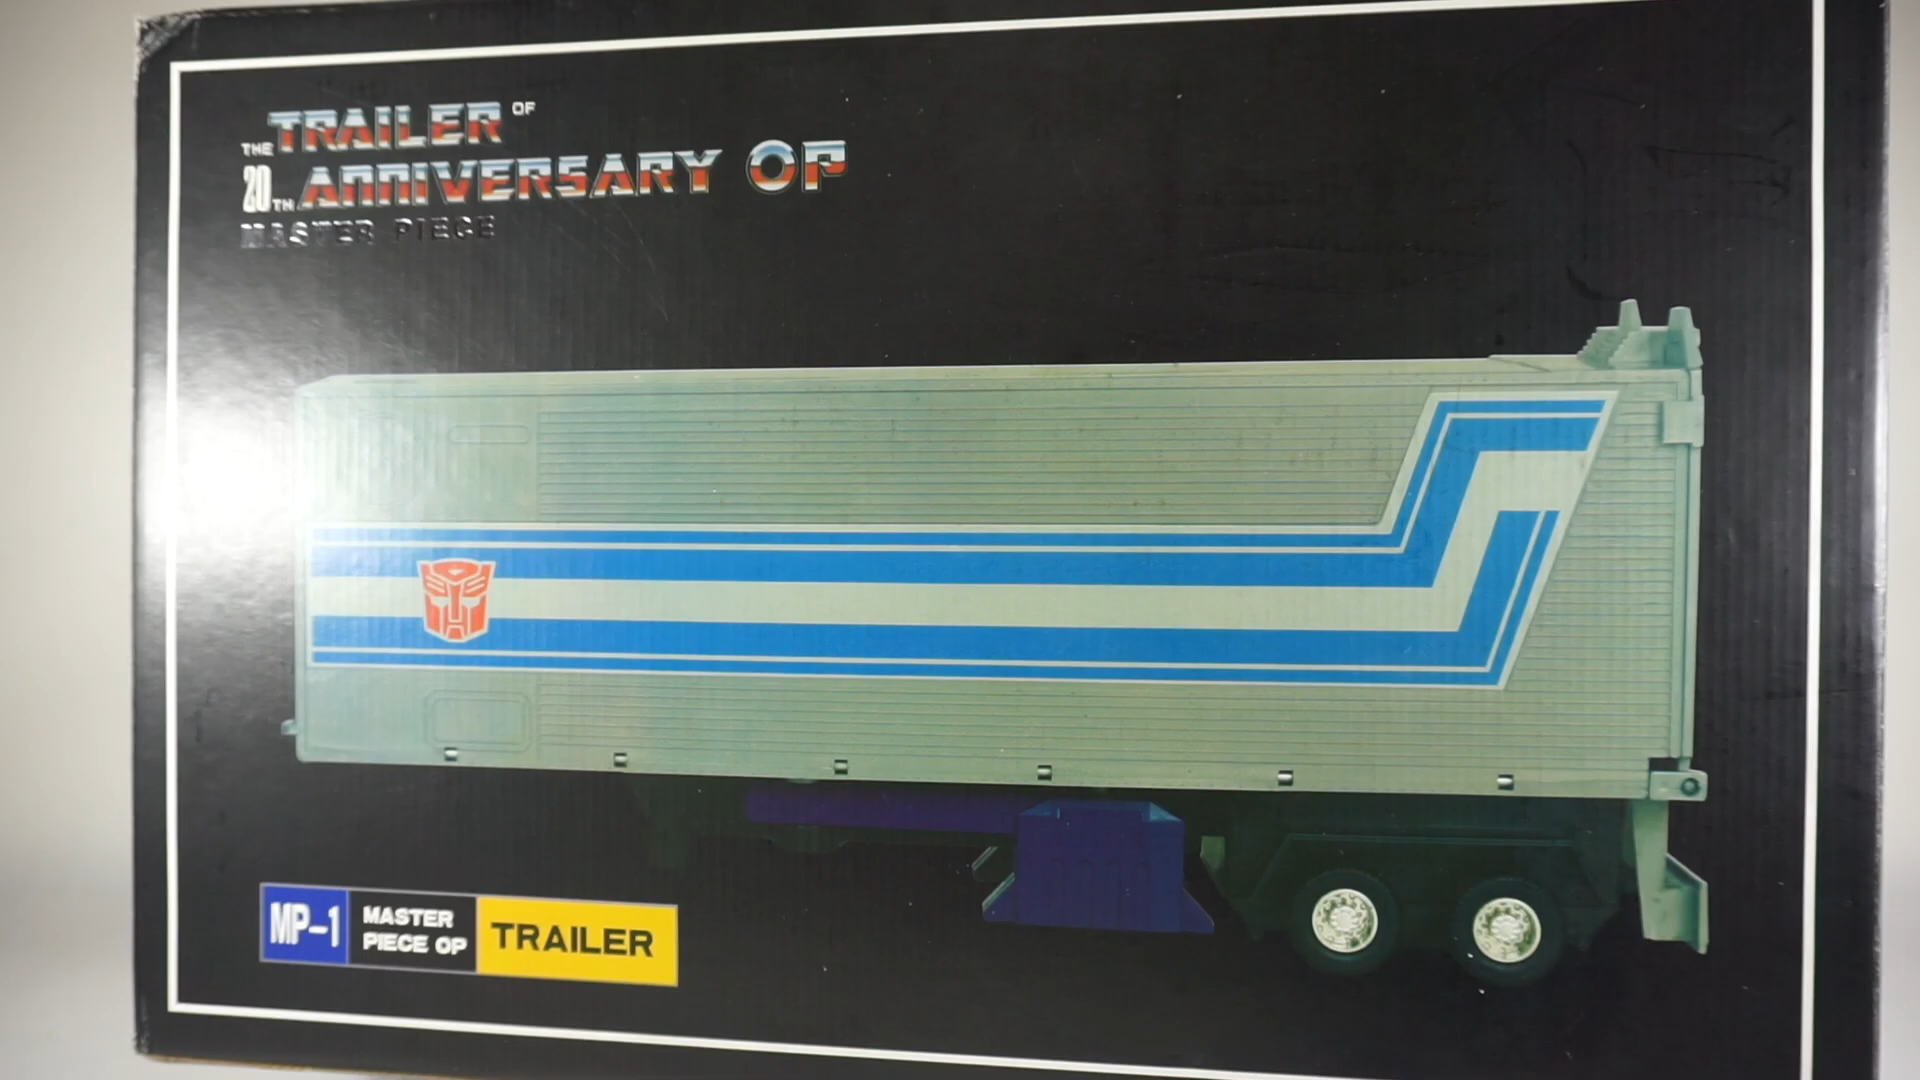 THE TRAILER OF
20TH ANNIVERSARY OP
MASTER PIECE
MP-1
MASTER
PIECE OP
TRAILER